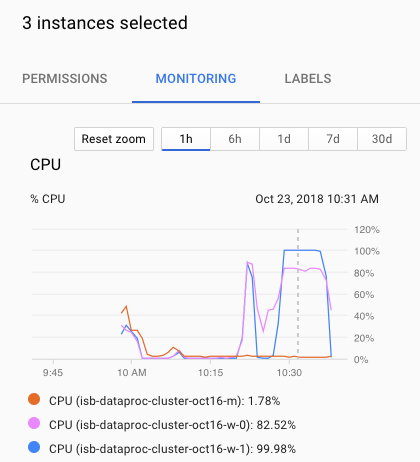 3 instances selected
PERMISSIONS MONITORING LABELS
Reset zoom 1h 6h 1d 7d 30d
CPU
% CPU Oct 23, 2018 10:31 AM
120%
100%
80%
60%
40%
20%
0%
9:45 10 AM 10:15 10:30
CPU (isb-dataproc-cluster-oct16-m): 1.78%
CPU (isb-dataproc-cluster-oct16-w-0): 82.52%
CPU (isb-dataproc-cluster-oct16-w-1): 99.98%